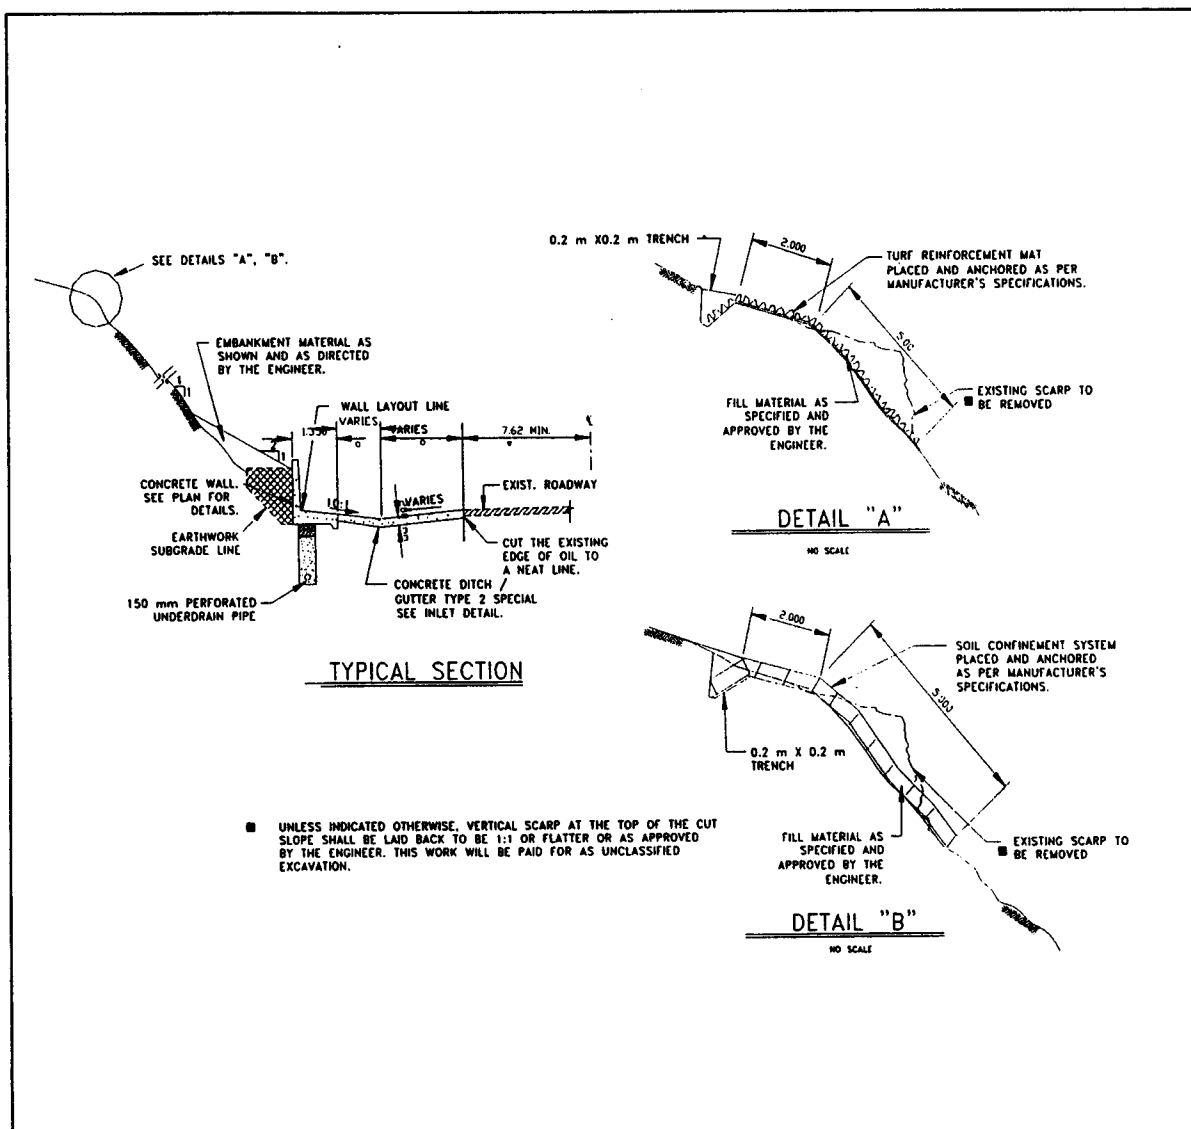 SEE DETAILS "A", "B".
EMBANKMENT MATERIAL AS
SHOWN AND AS DIRECTED
BY THE ENGINEER.
WALL LAYOUT LINE
VARIES
VARIES
7.62 MIN.
CONCRETE WALL.
SEE PLAN FOR
DETAILS.
EARTHWORK
SUBGRADE LINE
VARIES
EXIST. ROADWAY
CUT THE EXISTING
EDGE OF OIL TO
A NEAT LINE.
CONCRETE DITCH
GUTTER TYPE 2 SPECIAL
SEE INLET DETAIL.
150 mm PERFORATED
UNDERDRAIN PIPE
TYPICAL SECTION
0.2 m X0.2 m TRENCH
2.000
TURF REINFORCEMENT MAT
PLACED AND ANCHORED AS PER
MANUFACTURER'S SPECIFICATIONS.
EXISTING SCARP TO
■ BE REMOVED
FILL MATERIAL AS
SPECIFIED AND
APPROVED BY THE
ENGINEER.
DETAIL "A"
NO SCALE
2.000
SOIL CONFINEMENT SYSTEM
PLACED AND ANCHORED
AS PER MANUFACTURER'S
SPECIFICATIONS.
5.000
0.2 m X 0.2 m
TRENCH
FILL MATERIAL AS
SPECIFIED AND
APPROVED BY THE
ENGINEER.
EXISTING SCARP TO
■ BE REMOVED
DETAIL "B"
NO SCALE
■ UNLESS INDICATED OTHERWISE, VERTICAL SCARP AT THE TOP OF THE CUT
SLOPE SHALL BE LAID BACK TO BE 1:1 OR FLATTER OR AS APPROVED
BY THE ENGINEER. THIS WORK WILL BE PAID FOR AS UNCLASSIFIED
EXCAVATION.